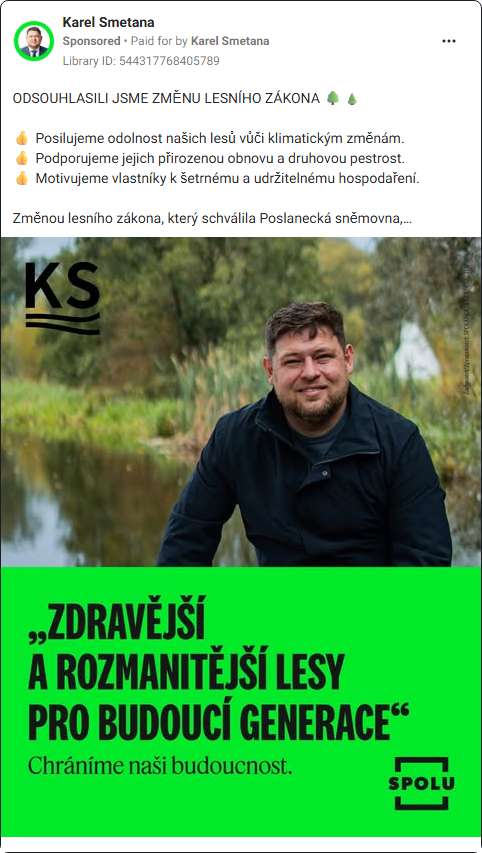 Karel Smetana
Sponsored • Paid for by Karel Smetana
Library ID: 544317768405789
ODSOUHLASILI JSME ZMĚNU LESNÍHO ZÁKONA 🌳 🌲
👍 Posilujeme odolnost našich lesů vůči klimatickým změnám.
👍 Podporujeme jejich přirozenou obnovu a druhovou pestrost.
👍 Motivujeme vlastníky k šetrnému a udržitelnému hospodaření.
Změnou lesního zákona, který schválila Poslanecká sněmovna,...
KS
„ZDRAVĚJŠÍ
A ROZMANITĚJŠÍ LESY
PRO BUDOUCÍ GENERACE“
Chráníme naši budoucnost.
SPOLU